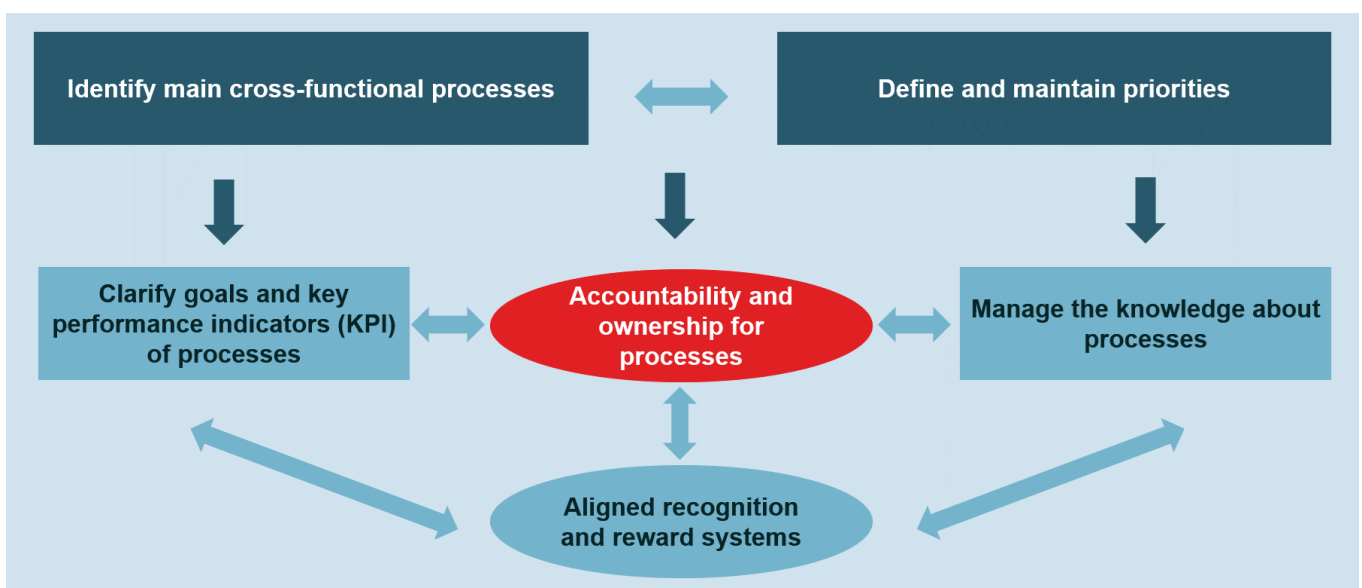 Identify main cross-functional processes
Define and maintain priorities
Clarify goals and key
performance indicators (KPI)
of processes
Accountability and
ownership for
processes
Manage the knowledge about
processes
Aligned recognition
and reward systems